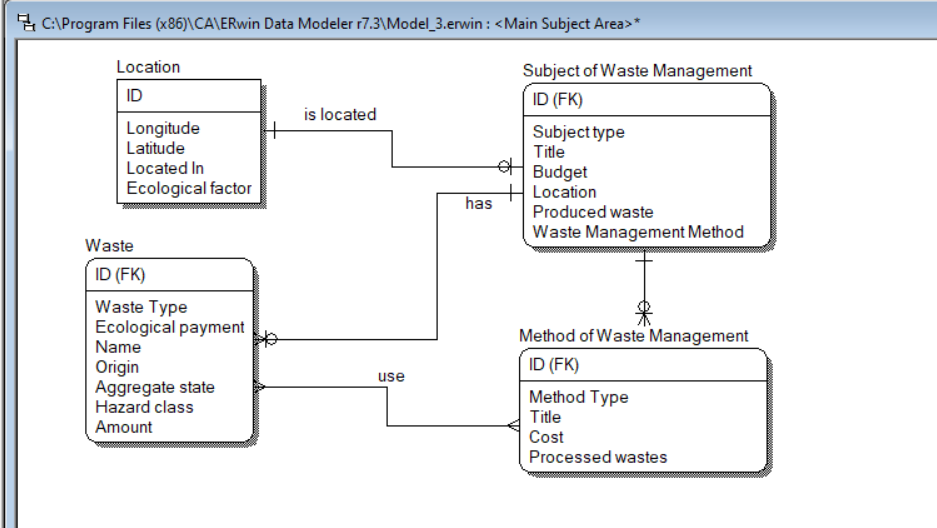 C:\Program Files (x86)\CA\ERwin Data Modeler r7.3\Model_3.erwin : <Main Subject Area>*
Location
ID
Longitude
Latitude
Located In
Ecological factor
is located
Subject of Waste Management
ID (FK)
Subject type
Title
Budget
Location
Produced waste
Waste Management Method
has
Waste
ID (FK)
Waste Type
Ecological payment
Name
Origin
Aggregate state
Hazard class
Amount
use
Method of Waste Management
ID (FK)
Method Type
Title
Cost
Processed wastes